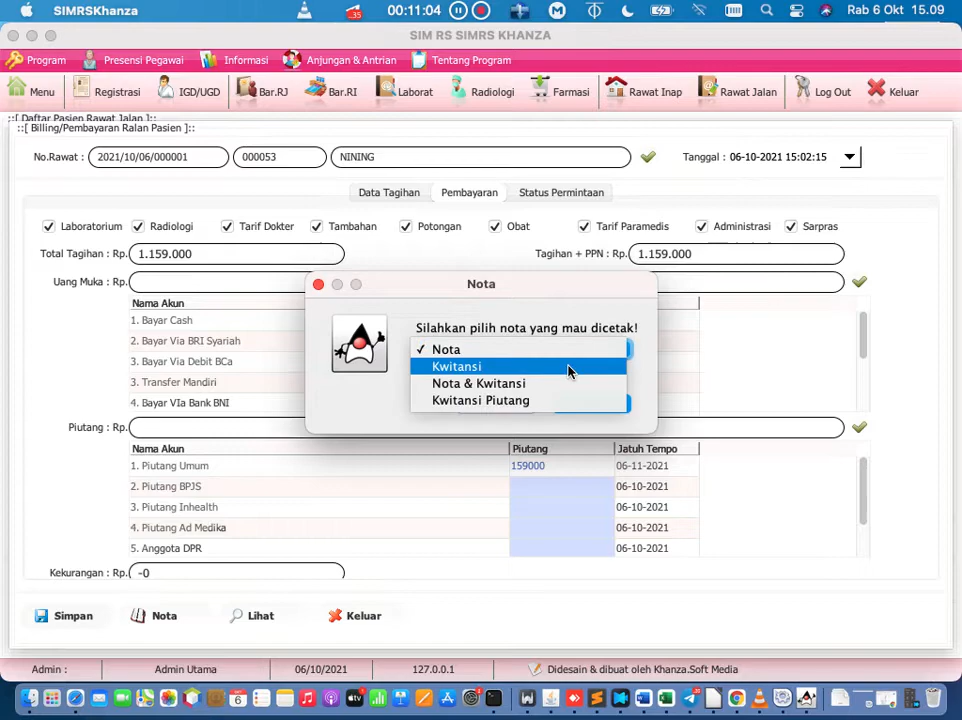 SIMRSKhanza 35 00:11:04 Rab 6 Okt 15.09
SIM RS SIMRS KHANZA
Program Presensi Pegawai Informasi Anjungan & Antrian Tentang Program
Menu Registrasi IGD/UGD Bar.RJ Bar.RI Laborat Radiologi Farmasi Rawat Inap Rawat Jalan Log Out Keluar
::[ Daftar Pasien Rawat Jalan ]::
::[ Billing/Pembayaran Ralan Pasien ]::
No.Rawat : 2021/10/06/000001 000053 NINING Tanggal : 06-10-2021 15:02:15
Data Tagihan Pembayaran Status Permintaan
Laboratorium Radiologi Tarif Dokter Tambahan Potongan Obat Tarif Paramedis Administrasi Sarpras
Total Tagihan : Rp. 1.159.000 Tagihan + PPN : Rp. 1.159.000
Uang Muka : Rp.
Nama Akun
1. Bayar Cash
2. Bayar Via BRI Syariah
3. Bayar Via Debit BCa
3. Transfer Mandiri
4. Bayar VIa Bank BNI
Nota
Silahkan pilih nota yang mau dicetak!
✓ Nota
Kwitansi
Nota & Kwitansi
Kwitansi Piutang
Piutang : Rp.
Nama Akun Piutang Jatuh Tempo
1. Piutang Umum 159000 06-11-2021
2. Piutang BPJS 06-10-2021
3. Piutang Inhealth 06-10-2021
4. Piutang Ad Medika 06-10-2021
5. Anggota DPR 06-10-2021
Kekurangan : Rp. -0
Simpan Nota Lihat Keluar
Admin : Admin Utama 06/10/2021 127.0.0.1 Didesain & dibuat oleh Khanza.Soft Media